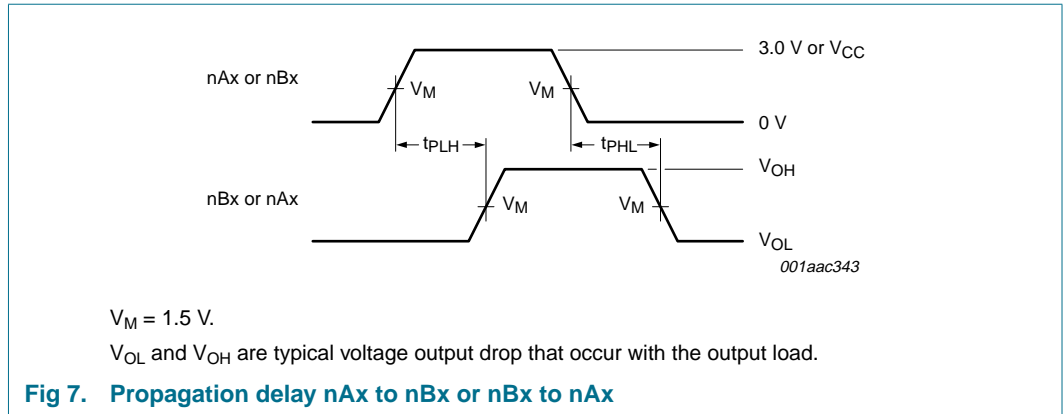 3.0 V or VCC
nAx or nBx
VM
VM
0 V
tPLH
tPHL
VOH
nBx or nAx
VM
VM
VOL
001aac343
VM = 1.5 V.
VOL and VOH are typical voltage output drop that occur with the output load.
Fig 7. Propagation delay nAx to nBx or nBx to nAx